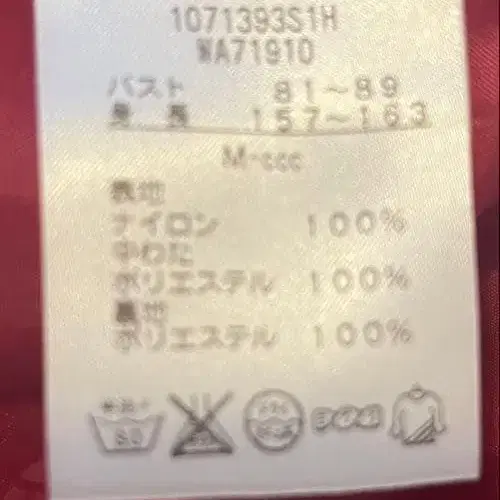 1071393S1H
WA71910
バスト 81～89
身長 157～163
M-ccc
表地
ナイロン 100%
中わた
ポリエステル 100%
裏地
ポリエステル 100%